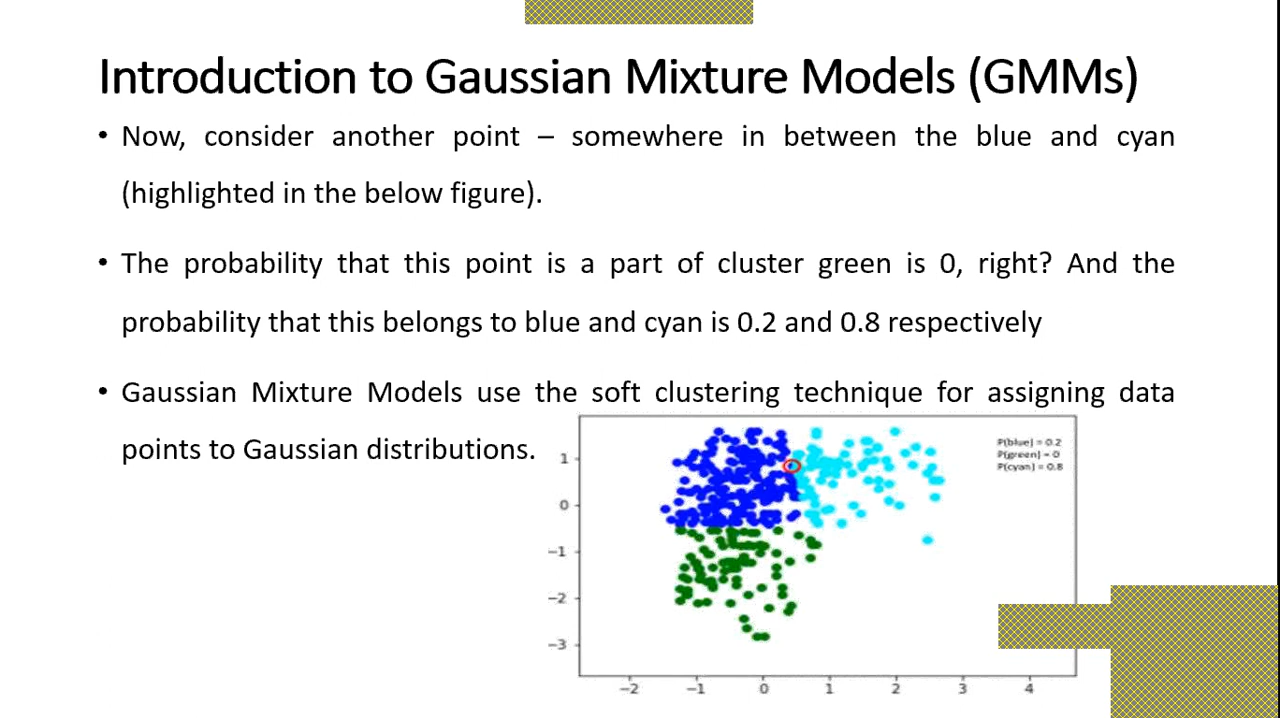 Introduction to Gaussian Mixture Models (GMMs)
• Now, consider another point – somewhere in between the blue and cyan
(highlighted in the below figure).
• The probability that this point is a part of cluster green is 0, right? And the
probability that this belongs to blue and cyan is 0.2 and 0.8 respectively
• Gaussian Mixture Models use the soft clustering technique for assigning data
points to Gaussian distributions.
P(blue) = 0.2
P(green) = 0
P(cyan) = 0.8
1
0
−1
−2
−3
−2 −1 0 1 2 3 4